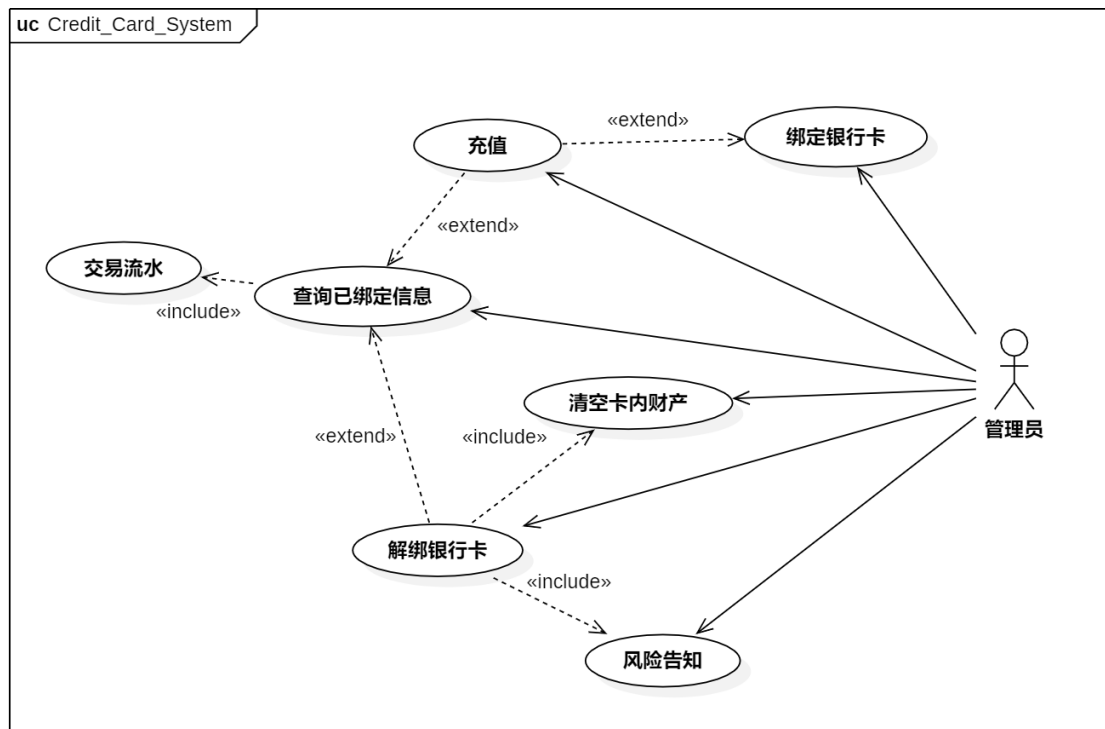 uc Credit_Card_System
«extend»
充值
绑定银行卡
«extend»
交易流水
查询已绑定信息
«include»
清空卡内财产
管理员
«extend»
«include»
解绑银行卡
«include»
风险告知